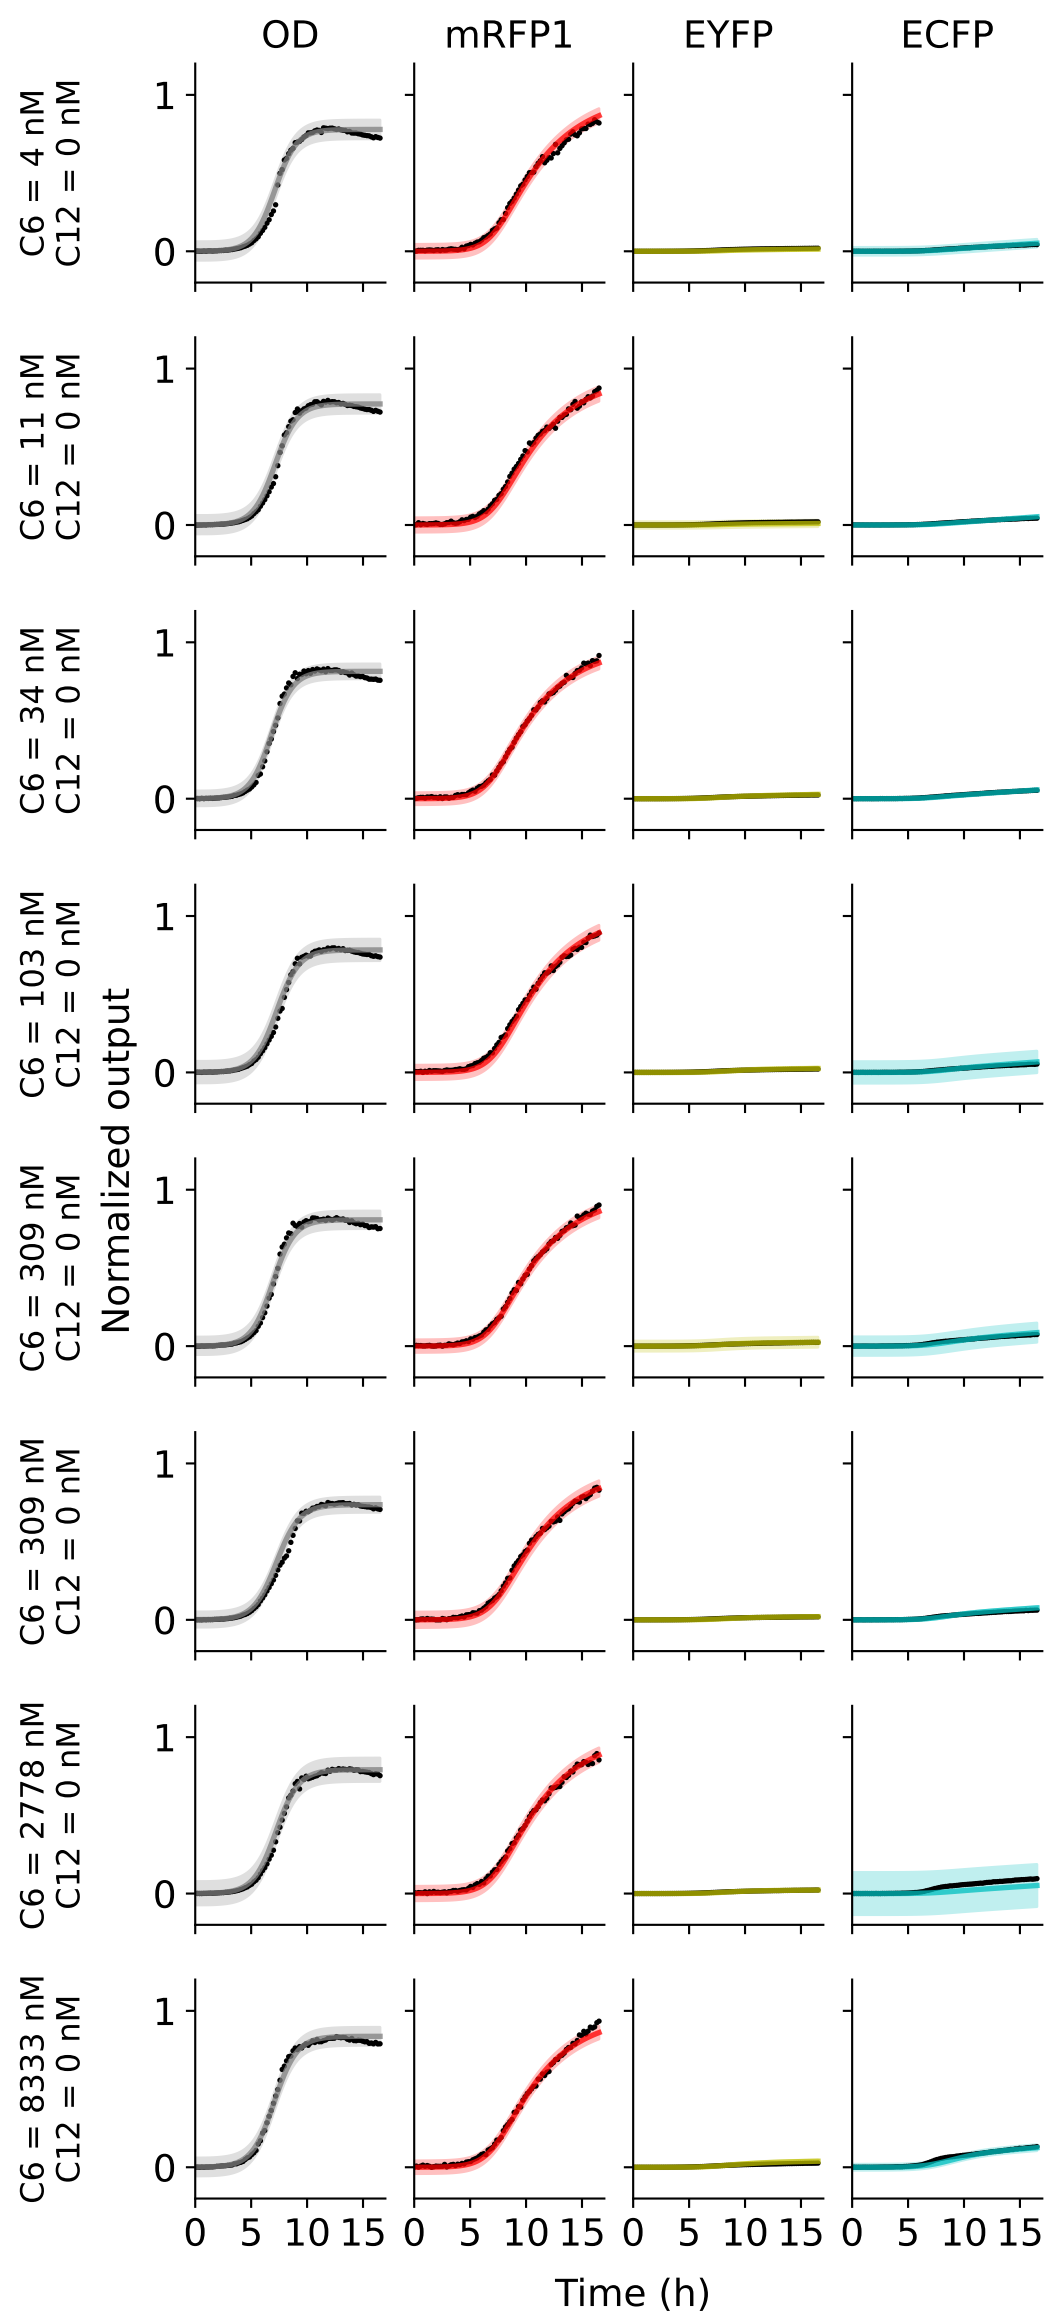 OD mRFP1 EYFP ECFP
C6 = 4 nM
C12 = 0 nM
1
0
C6 = 11 nM
C12 = 0 nM
1
0
C6 = 34 nM
C12 = 0 nM
1
0
C6 = 103 nM
C12 = 0 nM
1
0
Normalized output
C6 = 309 nM
C12 = 0 nM
1
0
C6 = 309 nM
C12 = 0 nM
1
0
C6 = 2778 nM
C12 = 0 nM
1
0
C6 = 8333 nM
C12 = 0 nM
1
0
0 5 10 15 0 5 10 15 0 5 10 15 0 5 10 15
Time (h)